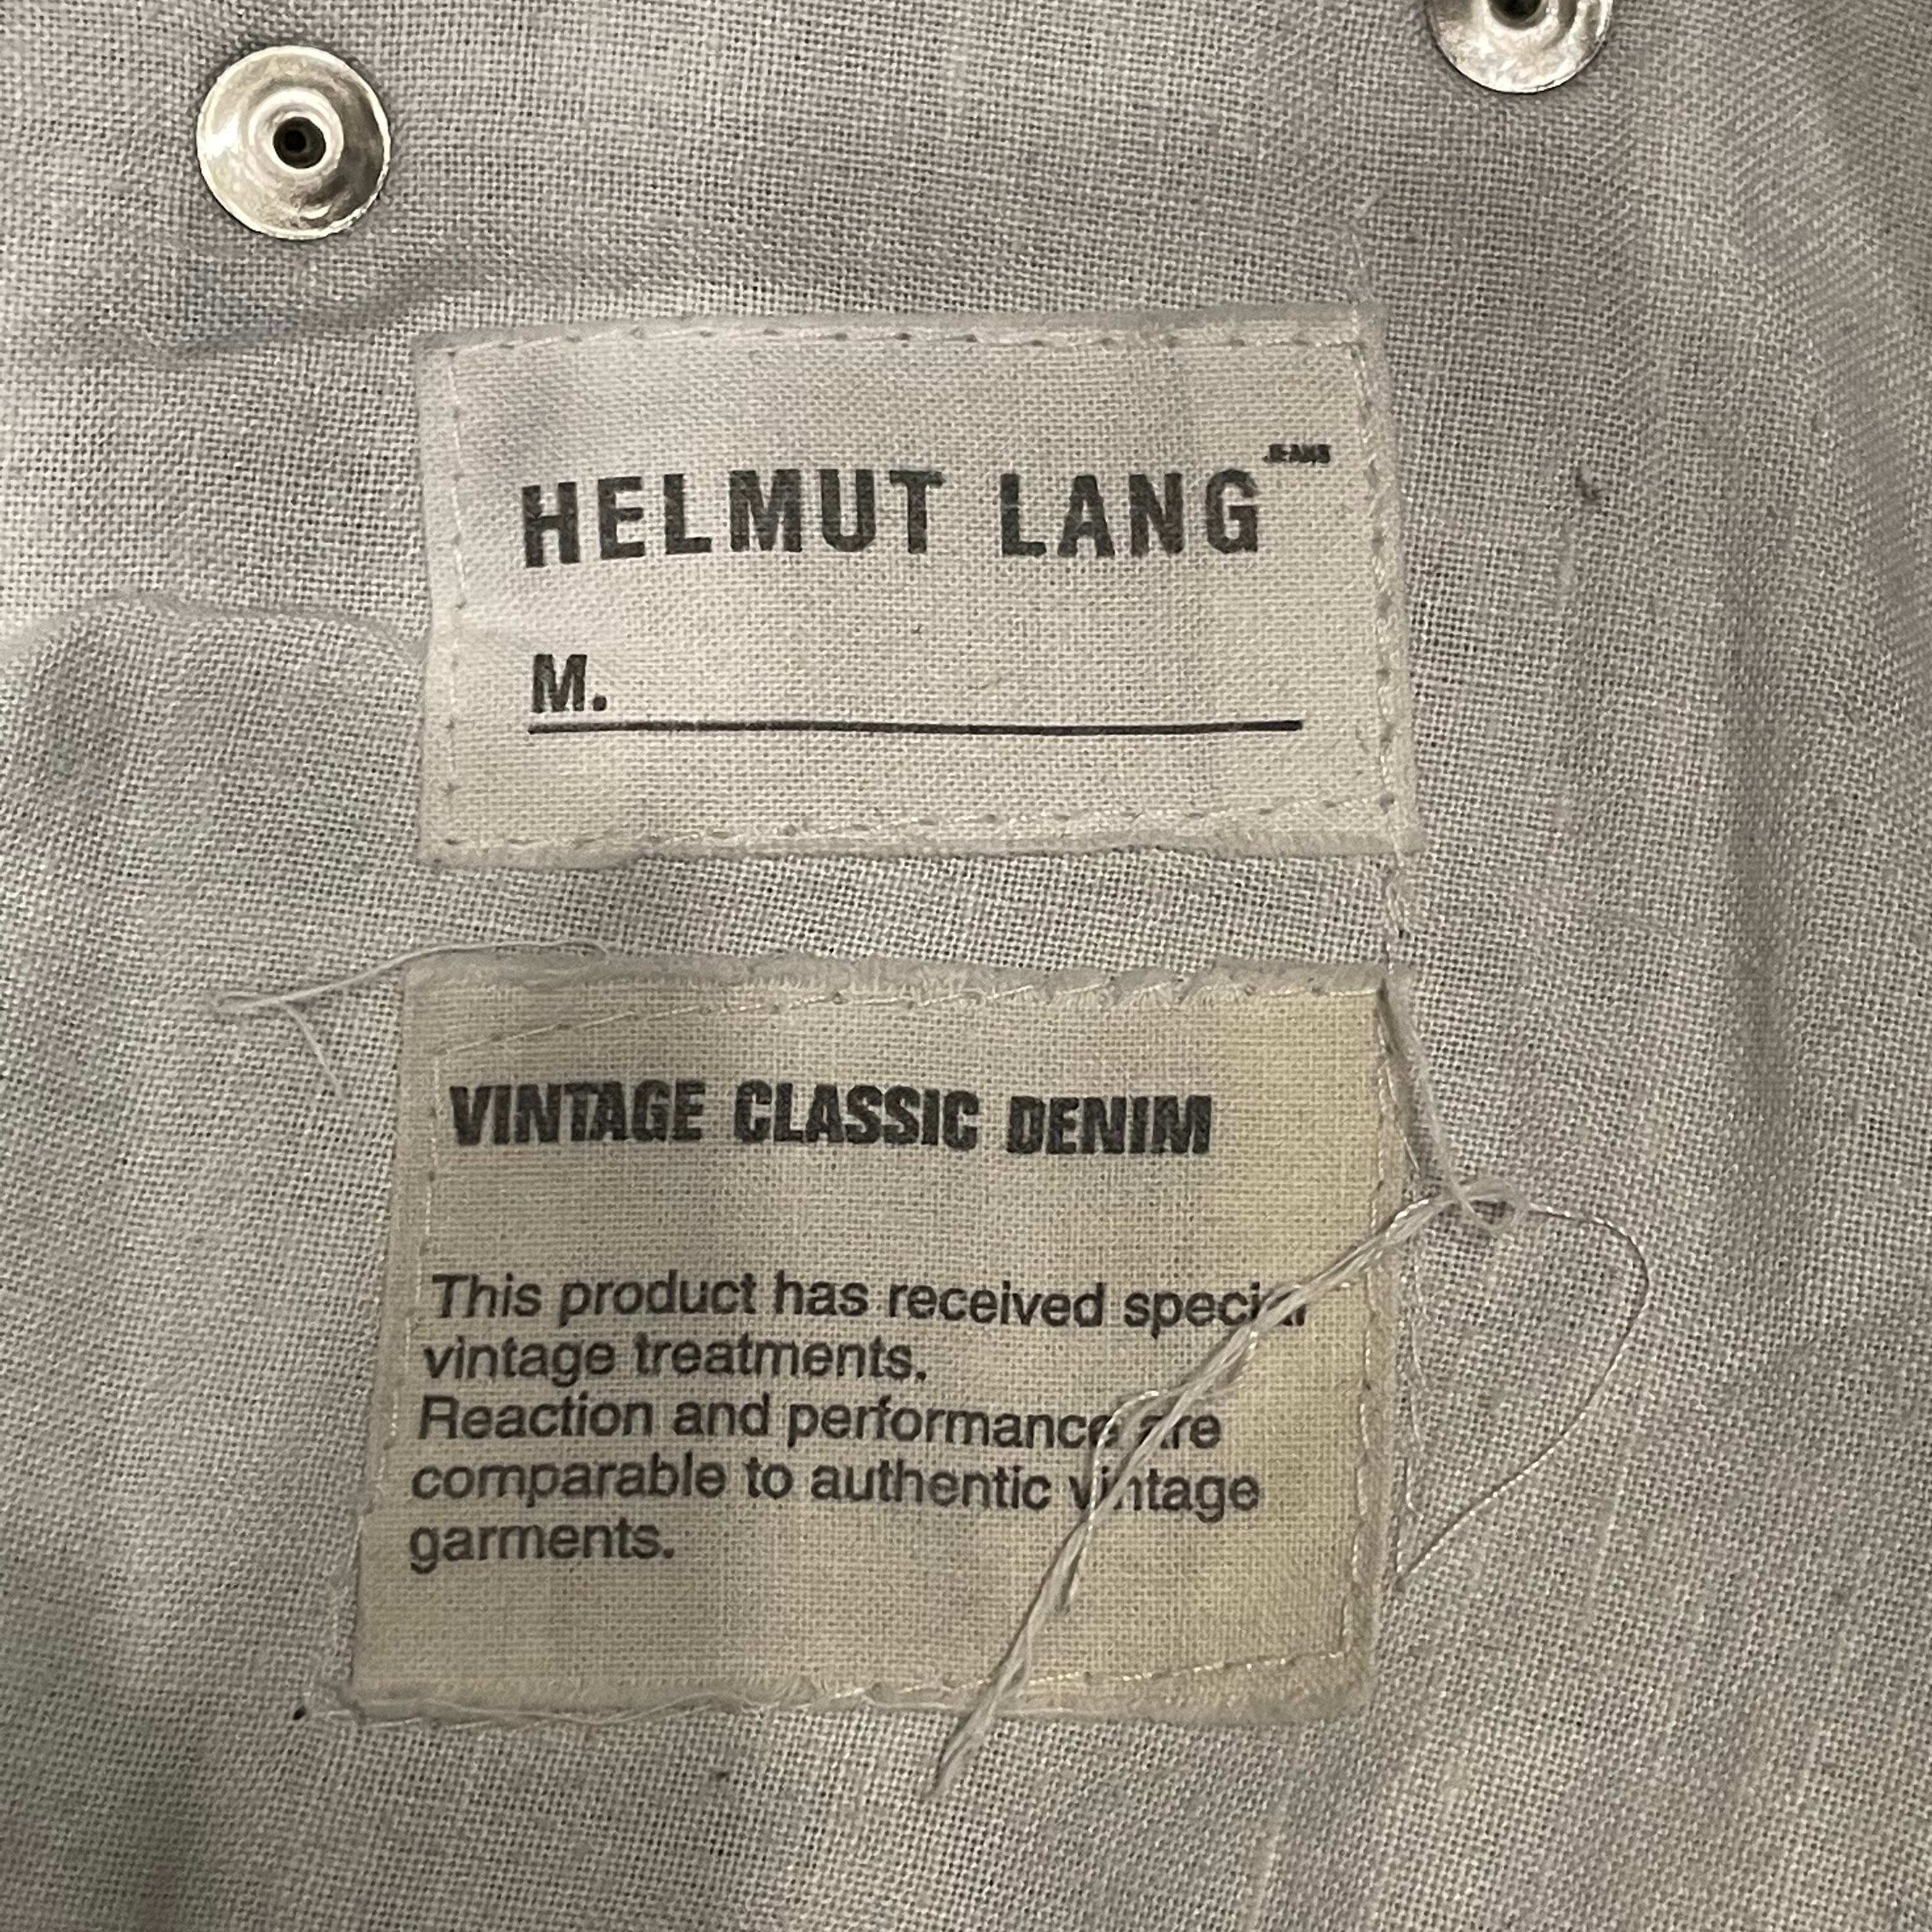 HELMUT LANG JEANS
M.
VINTAGE CLASSIC DENIM
This product has received special
vintage treatments.
Reaction and performance are
comparable to authentic vintage
garments.